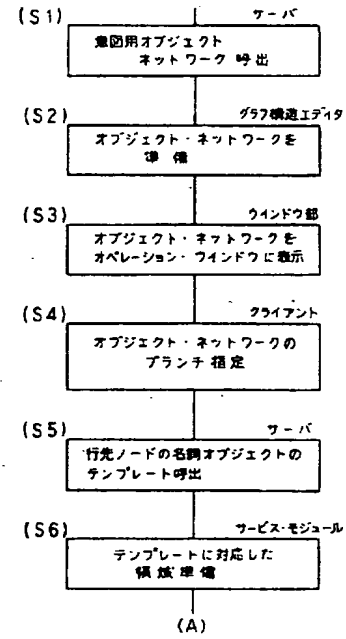 (S1)
サーバ
意図用オブジェクト
ネットワーク呼出
(S2)
グラフ構造エディタ
オブジェクト・ネットワークを
準備
(S3)
ウインドウ部
オブジェクト・ネットワークを
オペレーション・ウインドウに表示
(S4)
クライアント
オブジェクト・ネットワークの
ブランチ指定
(S5)
サーバ
行先ノードの名詞オブジェクトの
テンプレート呼出
(S6)
サービス・モジュール
テンプレートに対応した
領域準備
(A)